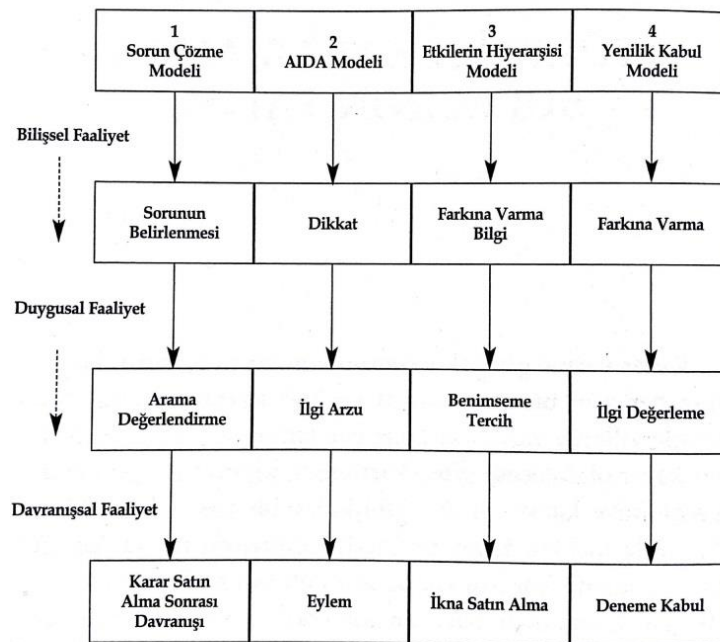 1
Sorun Çözme
Modeli
2
AIDA Modeli
3
Etkilerin Hiyerarşisi
Modeli
4
Yenilik Kabul
Modeli
Bilişsel Faaliyet
Sorunun
Belirlenmesi
Dikkat
Farkına Varma
Bilgi
Farkına Varma
Duygusal Faaliyet
Arama
Değerlendirme
İlgi Arzu
Benimseme
Tercih
İlgi Değerleme
Davranışsal Faaliyet
Karar Satın
Alma Sonrası
Davranışı
Eylem
İkna Satın Alma
Deneme Kabul